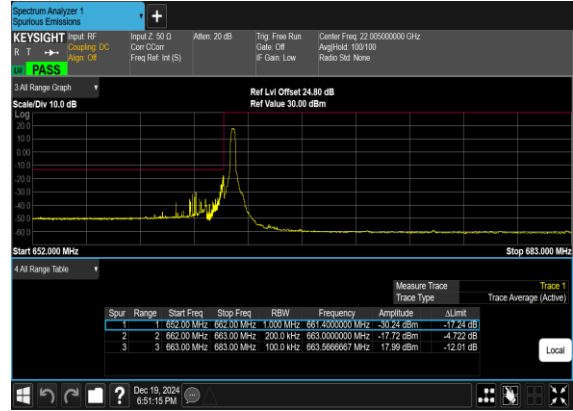 Spectrum Analyzer 1
Spurious Emissions
+
KEYSIGHT Input: RF Input Z: 50 Ω Atten: 20 dB Trig: Free Run Center Freq: 22.005000000 GHz
R T Coupling: DC Corr CCorr Gate: Off Avg|Hold: 100/100
Align: Off Freq Ref: Int (S) IF Gain: Low Radio Std: None
LM PASS
3 All Range Graph
Ref Lvl Offset 24.80 dB
Scale/Div 10.0 dB Ref Value 30.00 dBm
Log
20.0
10.0
0.00
-10.0
-20.0
-30.0
-40.0
-50.0
-60.0
Start 652.000 MHz Stop 683.000 MHz
4 All Range Table
Measure Trace Trace 1
Trace Type Trace Average (Active)
Spur Range Start Freq Stop Freq RBW Frequency Amplitude ΔLimit
1 1 652.00 MHz 662.00 MHz 1.000 MHz 661.4000000 MHz -30.24 dBm -17.24 dB
2 2 662.00 MHz 663.00 MHz 200.0 kHz 663.0000000 MHz -17.72 dBm -4.722 dB
3 3 663.00 MHz 683.00 MHz 100.0 kHz 663.5666667 MHz 17.99 dBm -12.01 dB
Local
? Dec 19, 2024
6:51:15 PM